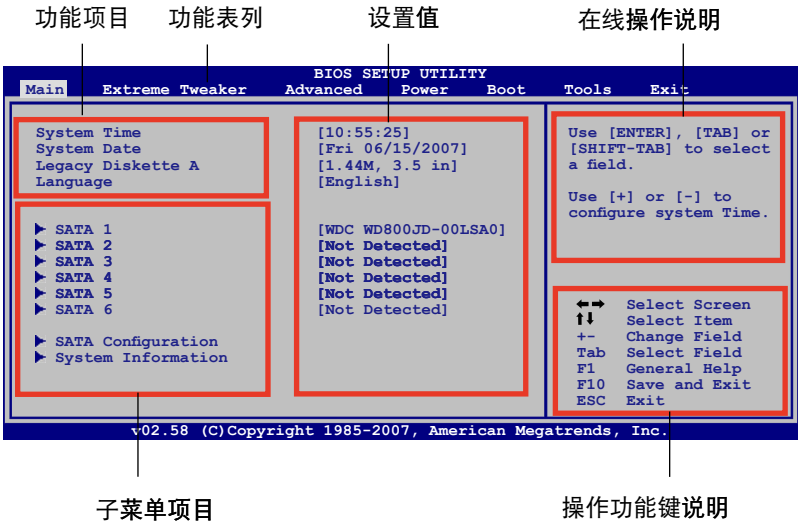 功能项目 功能表列 设置值 在线操作说明
BIOS SETUP UTILITY
Main Extreme Tweaker Advanced Power Boot Tools Exit
System Time [10:55:25]
System Date [Fri 06/15/2007]
Legacy Diskette A [1.44M, 3.5 in]
Language [English]
SATA 1 [WDC WD800JD-00LSA0]
SATA 2 [Not Detected]
SATA 3 [Not Detected]
SATA 4 [Not Detected]
SATA 5 [Not Detected]
SATA 6 [Not Detected]
SATA Configuration
System Information
Use [ENTER], [TAB] or
[SHIFT-TAB] to select
a field.
Use [+] or [-] to
configure system Time.
←→ Select Screen
↑↓ Select Item
+- Change Field
Tab Select Field
F1 General Help
F10 Save and Exit
ESC Exit
v02.58 (C)Copyright 1985-2007, American Megatrends, Inc.
子菜单项目 操作功能键说明